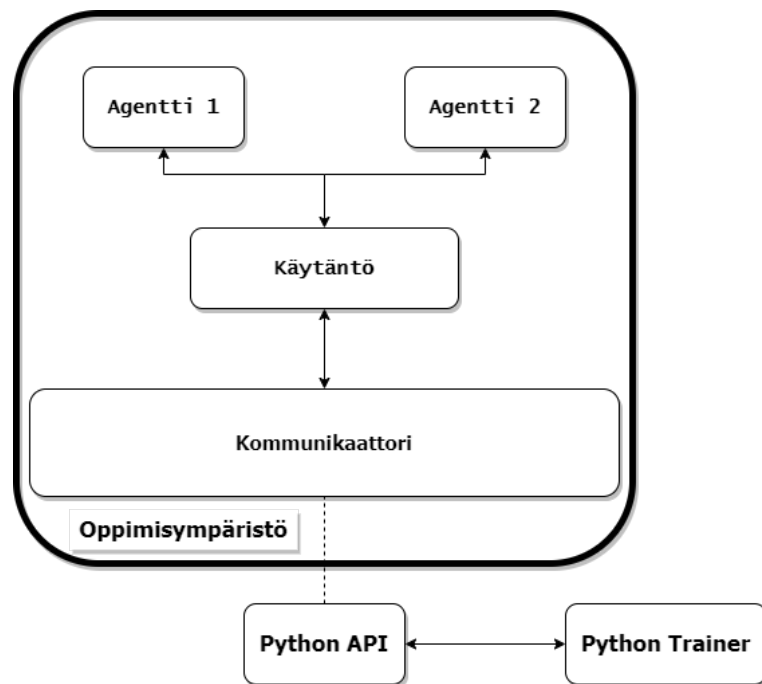 Agentti 1
Agentti 2
Käytäntö
Kommunikaattori
Oppimisympäristö
Python API
Python Trainer